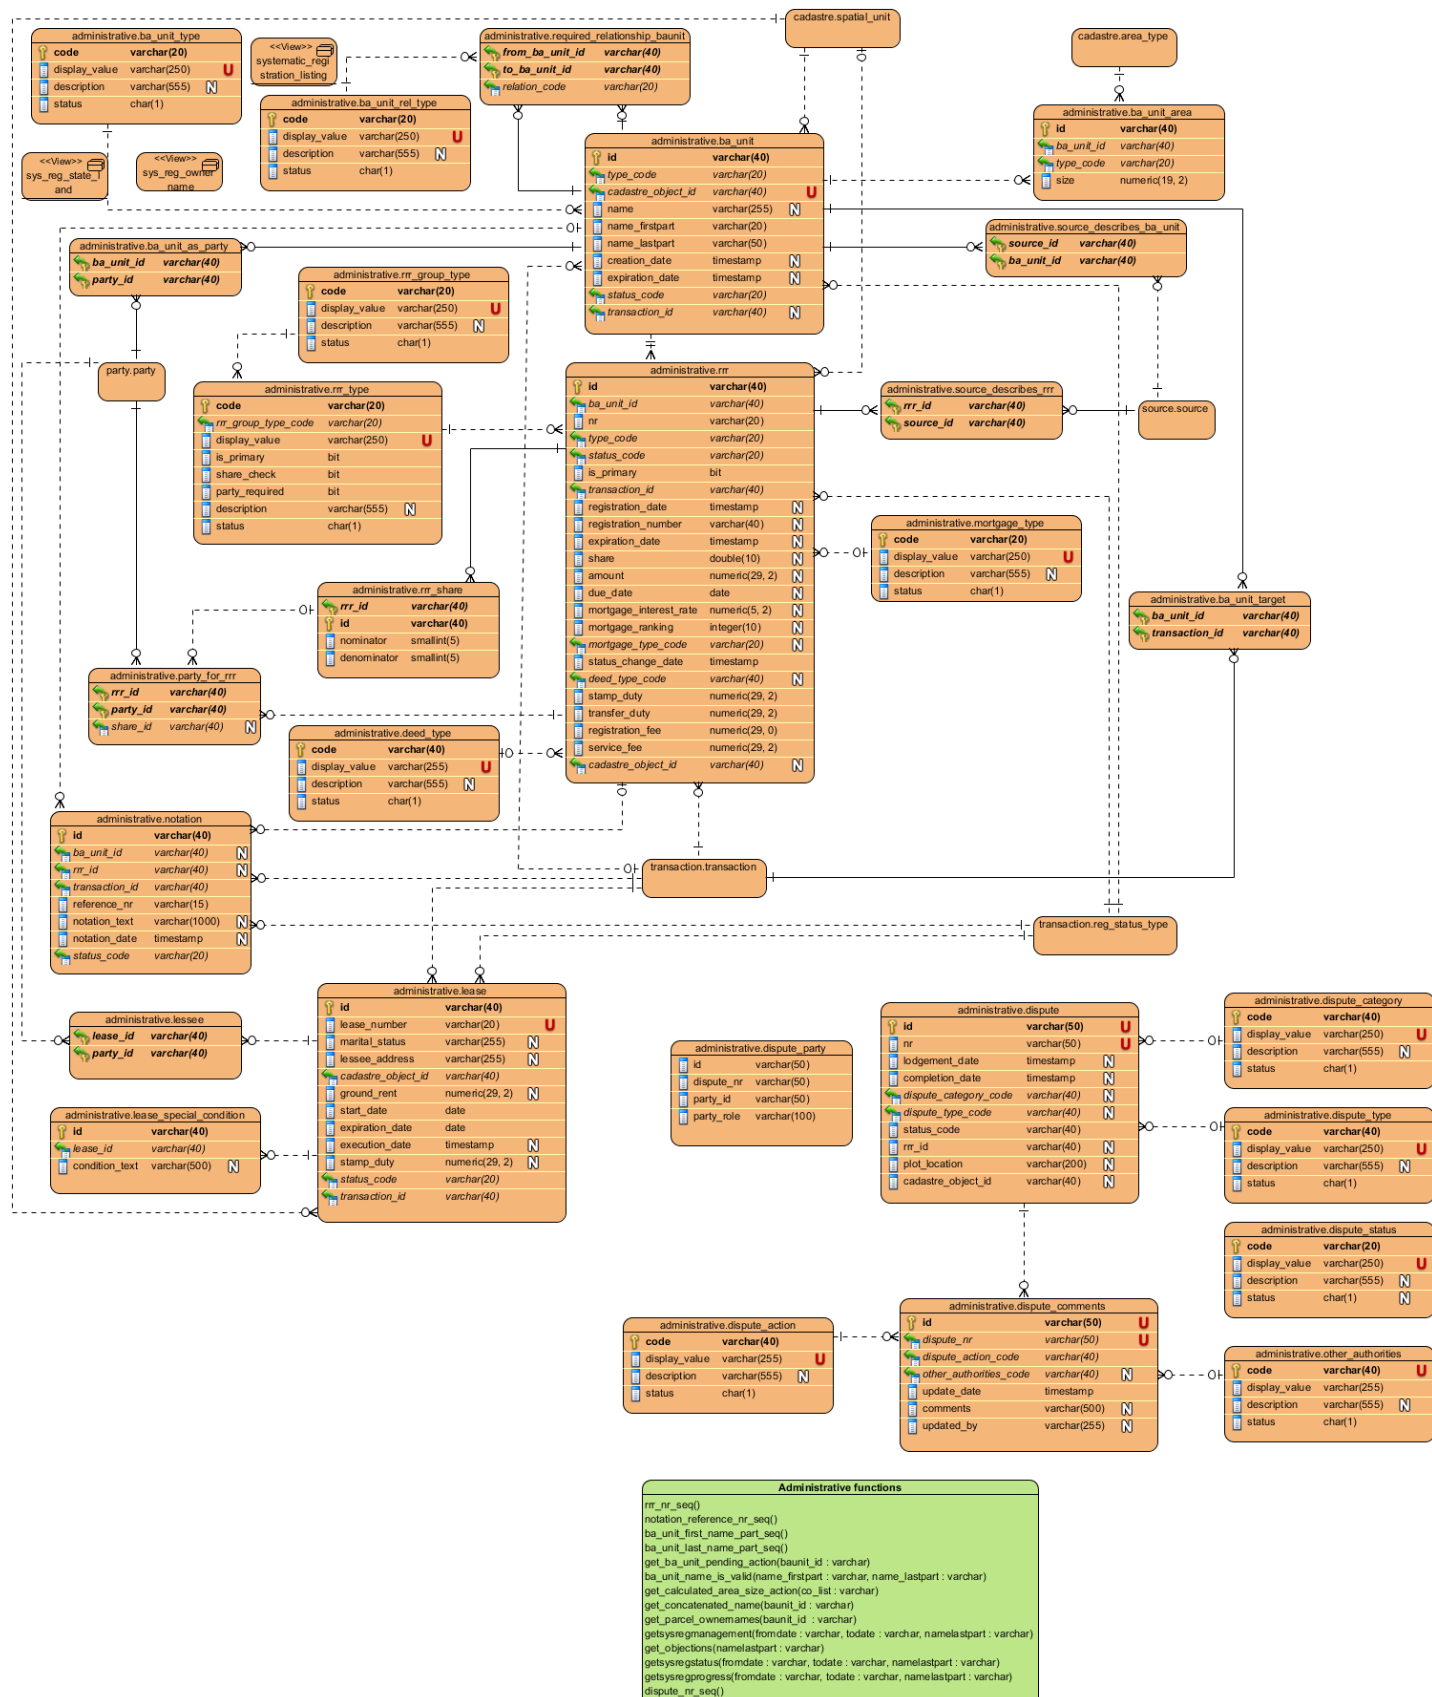 cadastre.spatial_unit
administrative.ba_unit_type
code varchar(20)
display_value varchar(250) U
description varchar(555) N
status char(1)
<<View>>
systematic_regi
stration_listing
administrative.required_relationship_baunit
from_ba_unit_id varchar(40)
to_ba_unit_id varchar(40)
relation_code varchar(20)
cadastre.area_type
administrative.ba_unit_rel_type
code varchar(20)
display_value varchar(250) U
description varchar(555) N
status char(1)
administrative.ba_unit_area
id varchar(40)
ba_unit_id varchar(40)
type_code varchar(20)
size numeric(19, 2)
<<View>>
sys_reg_state_l
and
<<View>>
sys_reg_owner_
name
administrative.ba_unit
id varchar(40)
type_code varchar(20)
cadastre_object_id varchar(40) U
name varchar(255) N
name_firstpart varchar(20)
name_lastpart varchar(50)
creation_date timestamp N
expiration_date timestamp N
status_code varchar(20)
transaction_id varchar(40) N
administrative.source_describes_ba_unit
source_id varchar(40)
ba_unit_id varchar(40)
administrative.ba_unit_as_party
ba_unit_id varchar(40)
party_id varchar(40)
administrative.rrr_group_type
code varchar(20)
display_value varchar(250) U
description varchar(555) N
status char(1)
party.party
administrative.rrr_type
code varchar(20)
rrr_group_type_code varchar(20)
display_value varchar(250) U
is_primary bit
share_check bit
party_required bit
description varchar(555) N
status char(1)
administrative.rrr
id varchar(40)
ba_unit_id varchar(40)
nr varchar(20)
type_code varchar(20)
status_code varchar(20)
is_primary bit
transaction_id varchar(40)
registration_date timestamp N
registration_number varchar(40) N
expiration_date timestamp N
share double(10) N
amount numeric(29, 2) N
due_date date N
mortgage_interest_rate numeric(5, 2) N
mortgage_ranking integer(10) N
mortgage_type_code varchar(20) N
status_change_date timestamp
deed_type_code varchar(40) N
stamp_duty numeric(29, 2)
transfer_duty numeric(29, 2)
registration_fee numeric(29, 0)
service_fee numeric(29, 2)
cadastre_object_id varchar(40) N
administrative.source_describes_rrr
rrr_id varchar(40)
source_id varchar(40)
source.source
administrative.mortgage_type
code varchar(20)
display_value varchar(250) U
description varchar(555) N
status char(1)
administrative.rrr_share
rrr_id varchar(40)
id varchar(40)
nominator smallint(5)
denominator smallint(5)
administrative.ba_unit_target
ba_unit_id varchar(40)
transaction_id varchar(40)
administrative.party_for_rrr
rrr_id varchar(40)
party_id varchar(40)
share_id varchar(40) N
administrative.deed_type
code varchar(40)
display_value varchar(255) U
description varchar(555) N
status char(1)
administrative.notation
id varchar(40)
ba_unit_id varchar(40) N
rrr_id varchar(40) N
transaction_id varchar(40)
reference_nr varchar(15)
notation_text varchar(1000) N
notation_date timestamp N
status_code varchar(20)
transaction.transaction
transaction.reg_status_type
administrative.lease
id varchar(40)
lease_number varchar(20) U
marital_status varchar(255) N
lessee_address varchar(255) N
cadastre_object_id varchar(40)
ground_rent numeric(29, 2) N
start_date date
expiration_date date
execution_date timestamp N
stamp_duty numeric(29, 2) N
status_code varchar(20)
transaction_id varchar(40)
administrative.lessee
lease_id varchar(40)
party_id varchar(40)
administrative.lease_special_condition
id varchar(40)
lease_id varchar(40)
condition_text varchar(500) N
administrative.dispute_party
id varchar(50)
dispute_nr varchar(50)
party_id varchar(50)
party_role varchar(100)
administrative.dispute
id varchar(50) U
nr varchar(50) U
lodgement_date timestamp N
completion_date timestamp N
dispute_category_code varchar(40) N
dispute_type_code varchar(40) N
status_code varchar(40)
rrr_id varchar(40) N
plot_location varchar(200) N
cadastre_object_id varchar(40) N
administrative.dispute_category
code varchar(40)
display_value varchar(250) U
description varchar(555) N
status char(1)
administrative.dispute_type
code varchar(40)
display_value varchar(250) U
description varchar(555) N
status char(1)
administrative.dispute_status
code varchar(20)
display_value varchar(250) U
description varchar(555) N
status char(1) N
administrative.dispute_action
code varchar(40)
display_value varchar(255) U
description varchar(555) N
status char(1)
administrative.dispute_comments
id varchar(50) U
dispute_nr varchar(50) U
dispute_action_code varchar(40)
other_authorities_code varchar(40) N
update_date timestamp
comments varchar(500) N
updated_by varchar(255) N
administrative.other_authorities
code varchar(40) U
display_value varchar(255)
description varchar(555) N
status char(1)
Administrative functions
rrr_nr_seq()
notation_reference_nr_seq()
ba_unit_first_name_part_seq()
ba_unit_last_name_part_seq()
get_ba_unit_pending_action(baunit_id : varchar)
ba_unit_name_is_valid(name_firstpart : varchar, name_lastpart : varchar)
get_calculated_area_size_action(co_list : varchar)
get_concatenated_name(baunit_id : varchar)
get_parcel_ownernames(baunit_id : varchar)
getsysregmanagement(fromdate : varchar, todate : varchar, namelastpart : varchar)
get_objections(namelastpart : varchar)
getsysregstatus(fromdate : varchar, todate : varchar, namelastpart : varchar)
getsysregprogress(fromdate : varchar, todate : varchar, namelastpart : varchar)
dispute_nr_seq()